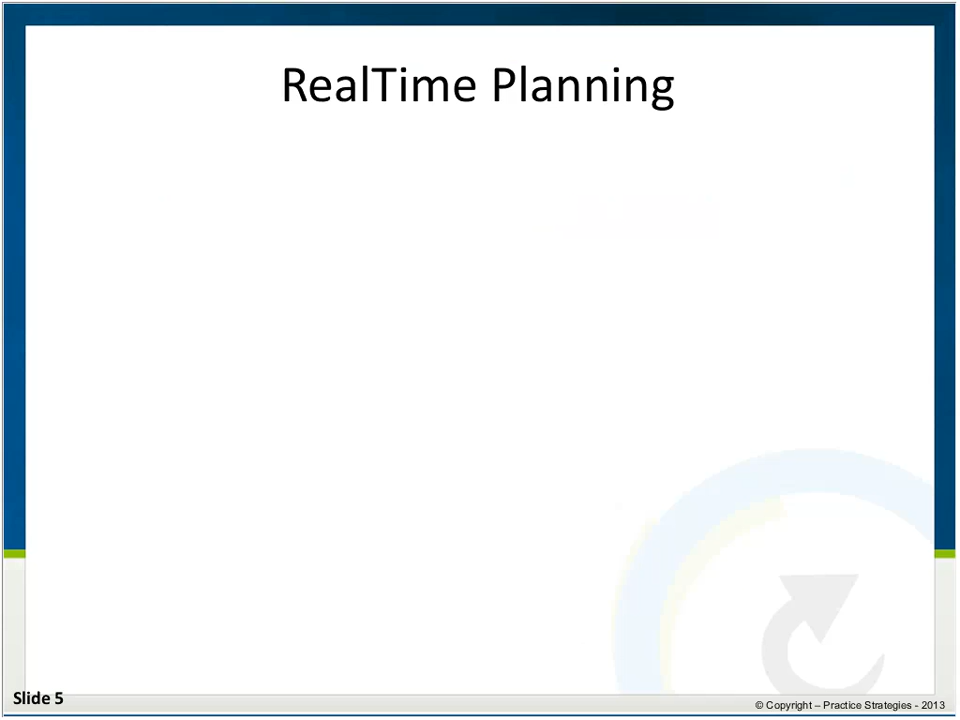 RealTime Planning
Slide 5
© Copyright – Practice Strategies - 2013